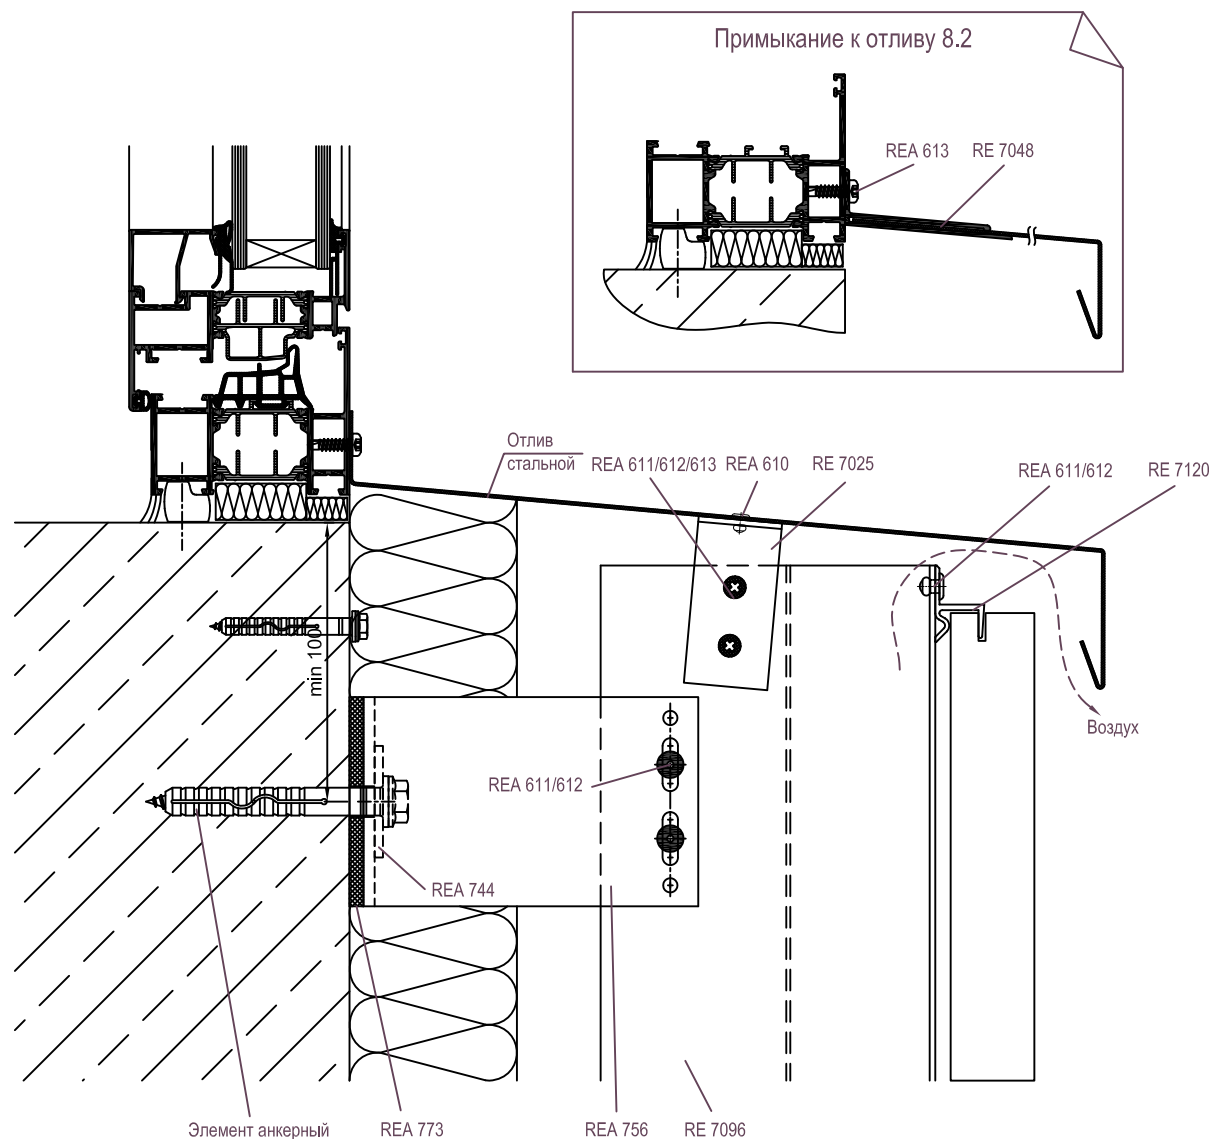 Примыкание к отливу 8.2
REA 613
RE 7048
Отлив
стальной
REA 611/612/613
REA 610
RE 7025
REA 611/612
RE 7120
min 100
Воздух
REA 611/612
REA 744
Элемент анкерный
REA 773
REA 756
RE 7096